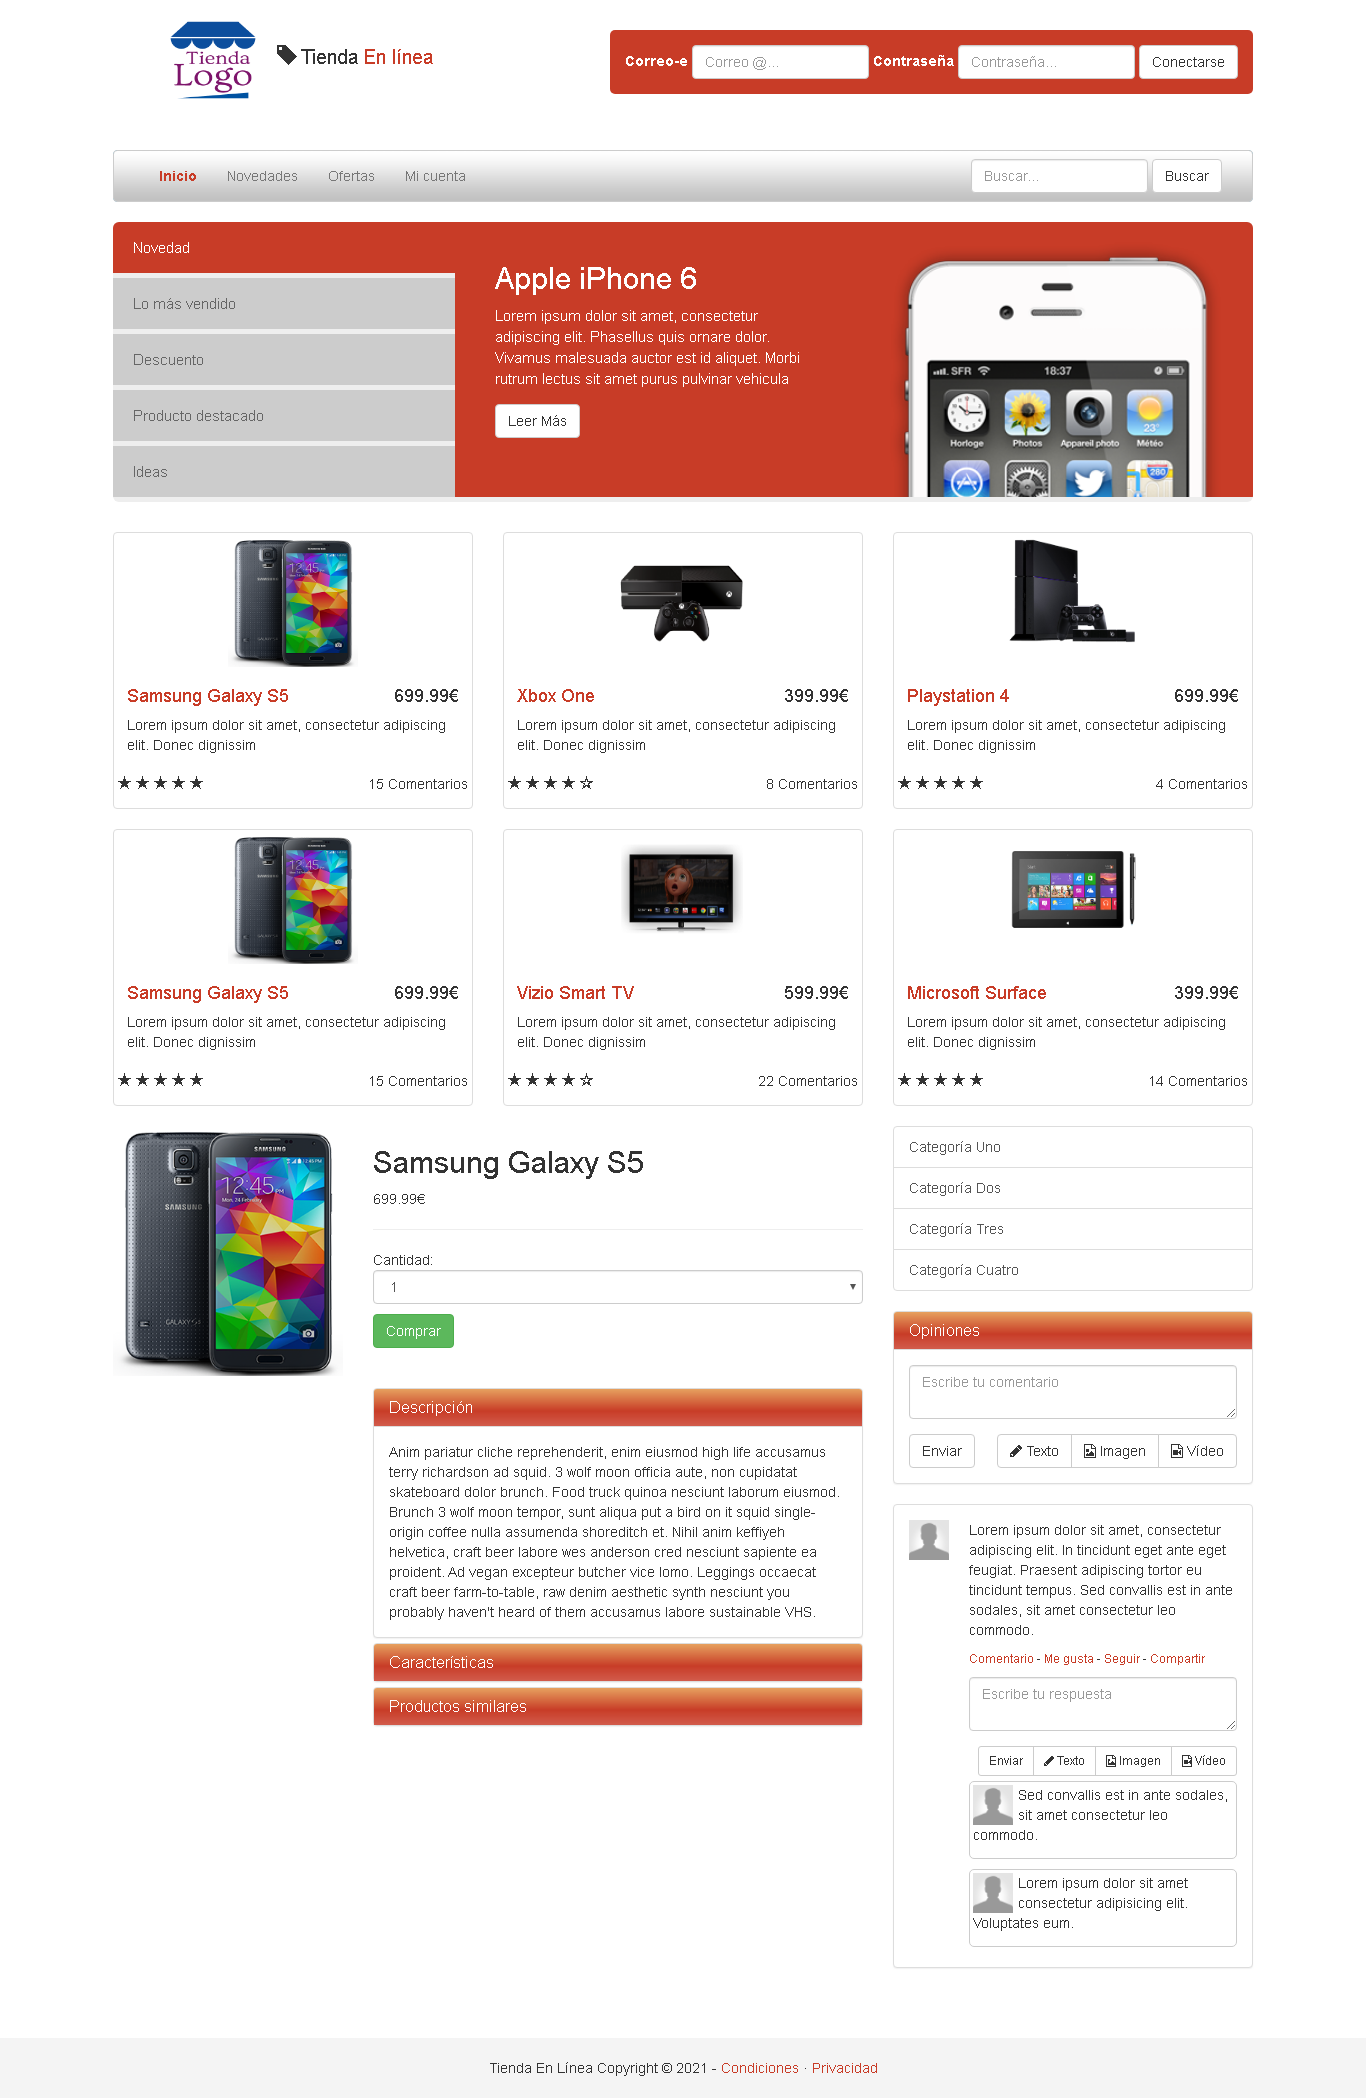 Tienda
Logo
Tienda En línea
Correo-e Correo @... Contraseña Contraseña... Conectarse
Inicio Novedades Ofertas Mi cuenta Buscar... Buscar
Novedad
Lo más vendido
Descuento
Producto destacado
Ideas
Apple iPhone 6
Lorem ipsum dolor sit amet, consectetur
adipiscing elit. Phasellus quis ornare dolor.
Vivamus malesuada auctor est id aliquet. Morbi
rutrum lectus sit amet purus pulvinar vehicula
Leer Más
SFR 18:37
Horloge Photos Appareil photo Météo
23°
280
Samsung Galaxy S5 699.99€
Lorem ipsum dolor sit amet, consectetur adipiscing
elit. Donec dignissim
★ ★ ★ ★ ★ 15 Comentarios
Xbox One 399.99€
Lorem ipsum dolor sit amet, consectetur adipiscing
elit. Donec dignissim
★ ★ ★ ★ ☆ 8 Comentarios
Playstation 4 699.99€
Lorem ipsum dolor sit amet, consectetur adipiscing
elit. Donec dignissim
★ ★ ★ ★ ★ 4 Comentarios
Samsung Galaxy S5 699.99€
Lorem ipsum dolor sit amet, consectetur adipiscing
elit. Donec dignissim
★ ★ ★ ★ ★ 15 Comentarios
Vizio Smart TV 599.99€
Lorem ipsum dolor sit amet, consectetur adipiscing
elit. Donec dignissim
★ ★ ★ ★ ☆ 22 Comentarios
Microsoft Surface 399.99€
Lorem ipsum dolor sit amet, consectetur adipiscing
elit. Donec dignissim
★ ★ ★ ★ ★ 14 Comentarios
SAMSUNG
12:45
SAMSUNG
GALAXY S5
Samsung Galaxy S5
699.99€
Cantidad:
1
Comprar
Descripción
Anim pariatur cliche reprehenderit, enim eiusmod high life accusamus
terry richardson ad squid. 3 wolf moon officia aute, non cupidatat
skateboard dolor brunch. Food truck quinoa nesciunt laborum eiusmod.
Brunch 3 wolf moon tempor, sunt aliqua put a bird on it squid single-
origin coffee nulla assumenda shoreditch et. Nihil anim keffiyeh
helvetica, craft beer labore wes anderson cred nesciunt sapiente ea
proident. Ad vegan excepteur butcher vice lomo. Leggings occaecat
craft beer farm-to-table, raw denim aesthetic synth nesciunt you
probably haven't heard of them accusamus labore sustainable VHS.
Características
Productos similares
Categoría Uno
Categoría Dos
Categoría Tres
Categoría Cuatro
Opiniones
Escribe tu comentario
Enviar Texto Imagen Vídeo
Lorem ipsum dolor sit amet, consectetur
adipiscing elit. In tincidunt eget ante eget
feugiat. Praesent adipiscing tortor eu
tincidunt tempus. Sed convallis est in ante
sodales, sit amet consectetur leo
commodo.
Comentario - Me gusta - Seguir - Compartir
Escribe tu respuesta
Enviar Texto Imagen Vídeo
Sed convallis est in ante sodales,
sit amet consectetur leo
commodo.
Lorem ipsum dolor sit amet
consectetur adipisicing elit.
Voluptates eum.
Tienda En Línea Copyright © 2021 - Condiciones · Privacidad